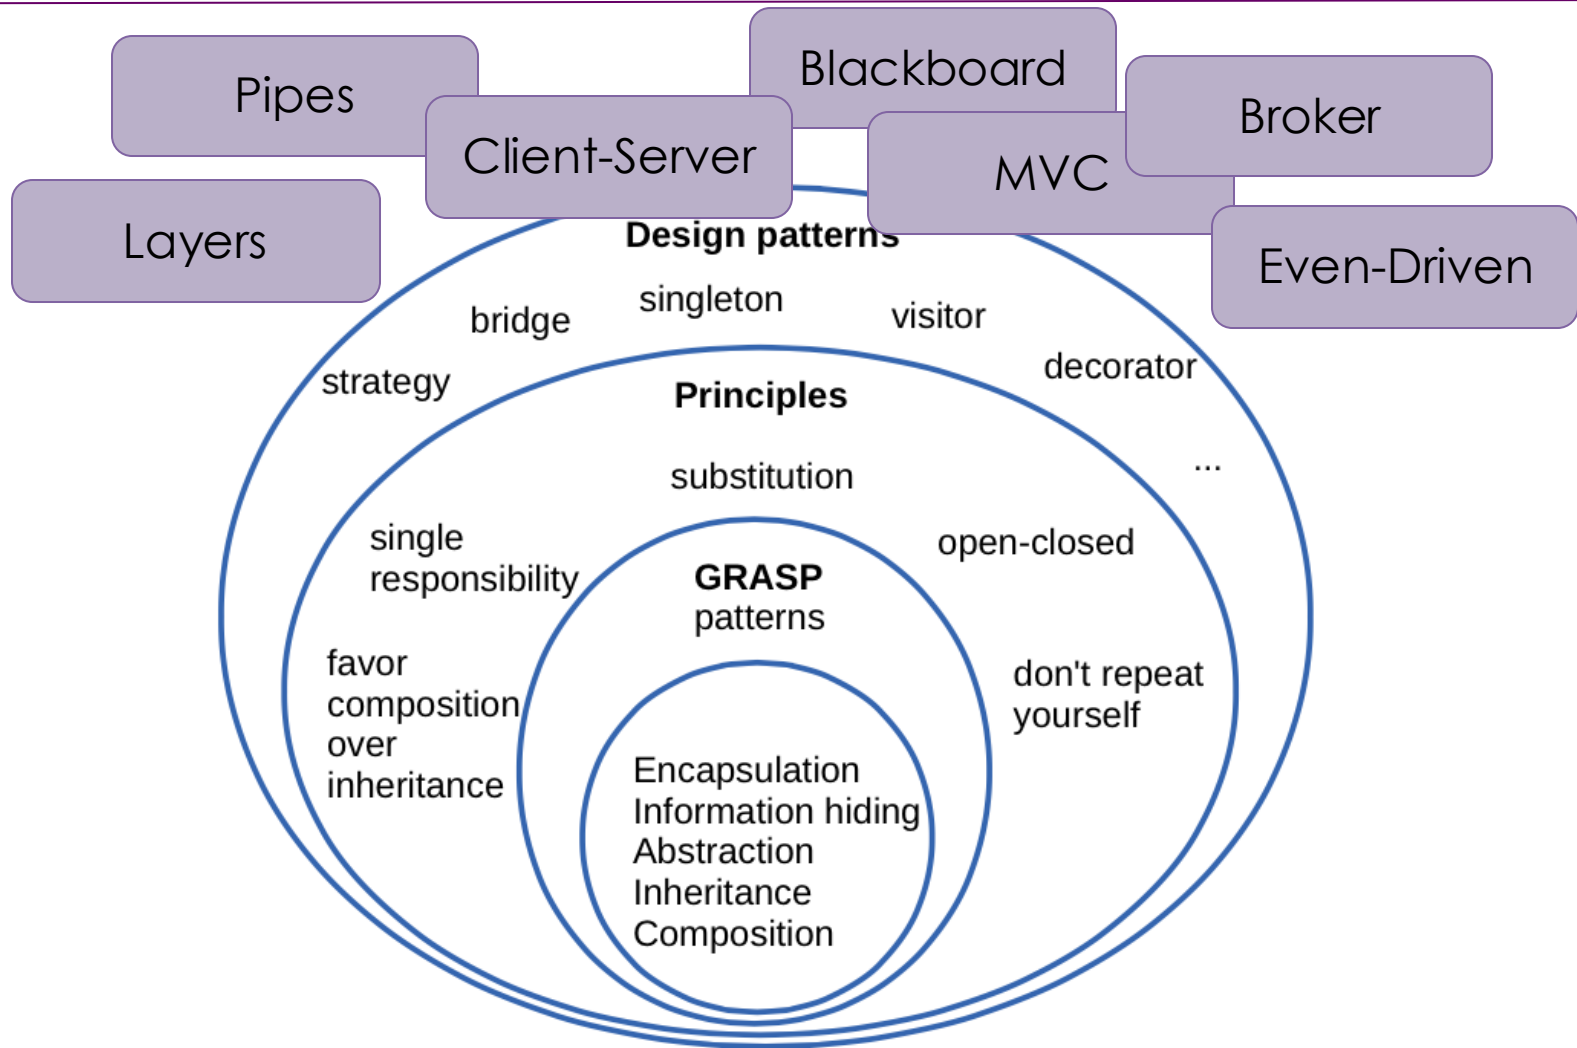 Blackboard
Pipes
Broker
Client-Server
MVC
Layers
Even-Driven
Design patterns
singleton
bridge
visitor
strategy
decorator
...
Principles
substitution
single
responsibility
open-closed
GRASP
patterns
favor
composition
over
inheritance
don't repeat
yourself
Encapsulation
Information hiding
Abstraction
Inheritance
Composition